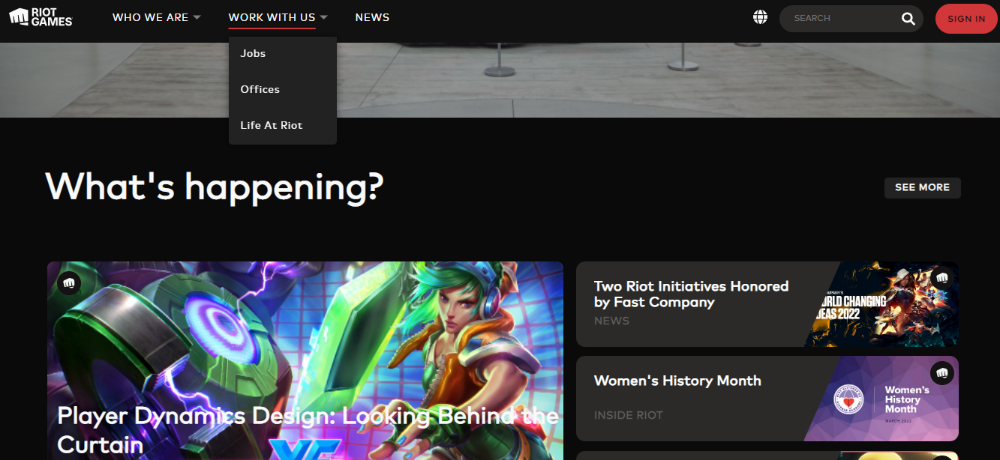 RIOT
GAMES
WHO WE ARE
WORK WITH US
NEWS
SEARCH
SIGN IN
Jobs
Offices
Life At Riot
What's happening?
SEE MORE
Player Dynamics Design: Looking Behind the
Curtain
Two Riot Initiatives Honored
by Fast Company
NEWS
WORLD CHANGING
IDEAS 2022
Women's History Month
INSIDE RIOT
Women's
History
Month
MARCH 2022